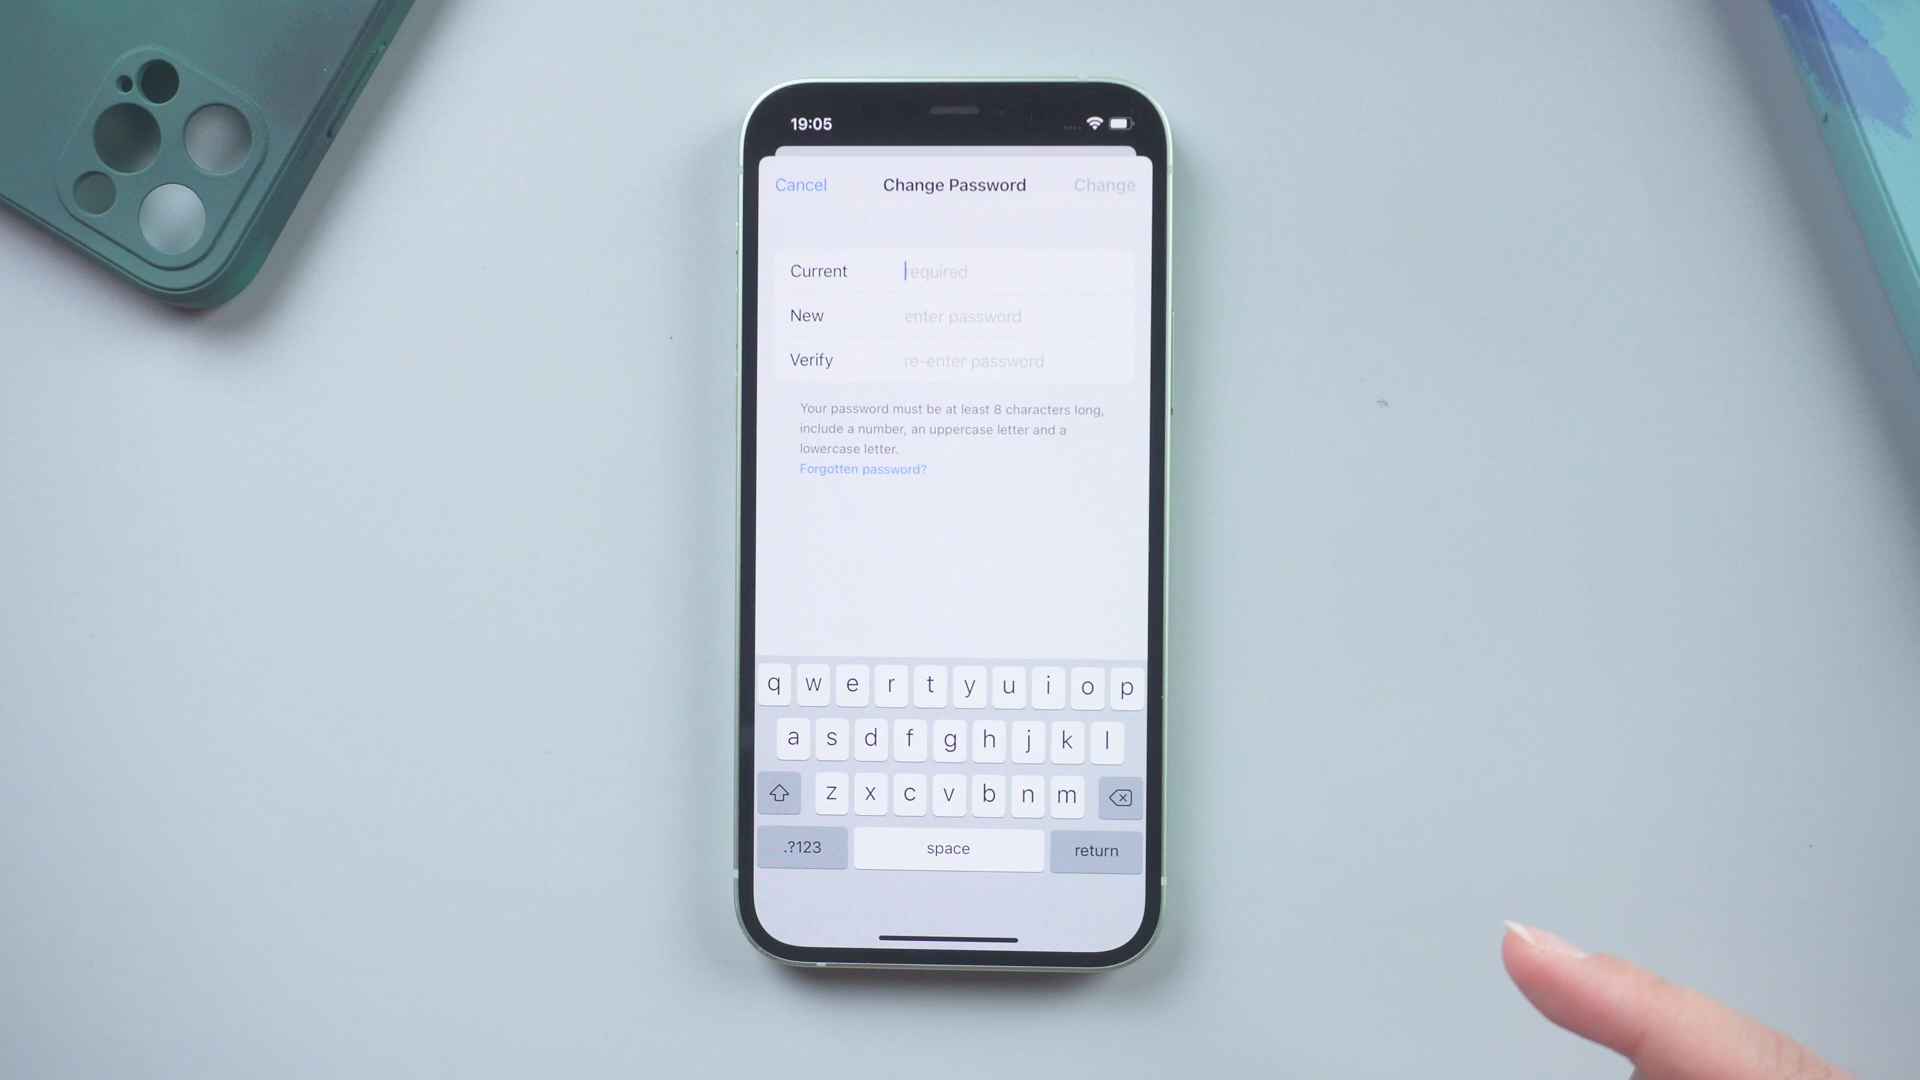 19:05
Cancel Change Password Change
Current required
New enter password
Verify re-enter password
Your password must be at least 8 characters long,
include a number, an uppercase letter and a
lowercase letter.
Forgotten password?
q w e r t y u i o p
a s d f g h j k l
z x c v b n m
.?123 space return